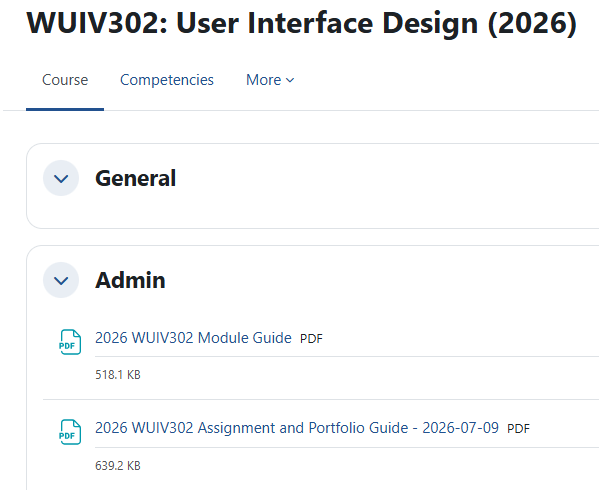 WUIV302: User Interface Design (2026)
Course Competencies More
General
Admin
PDF 2026 WUIV302 Module Guide PDF
518.1 KB
PDF 2026 WUIV302 Assignment and Portfolio Guide - 2026-07-09 PDF
639.2 KB